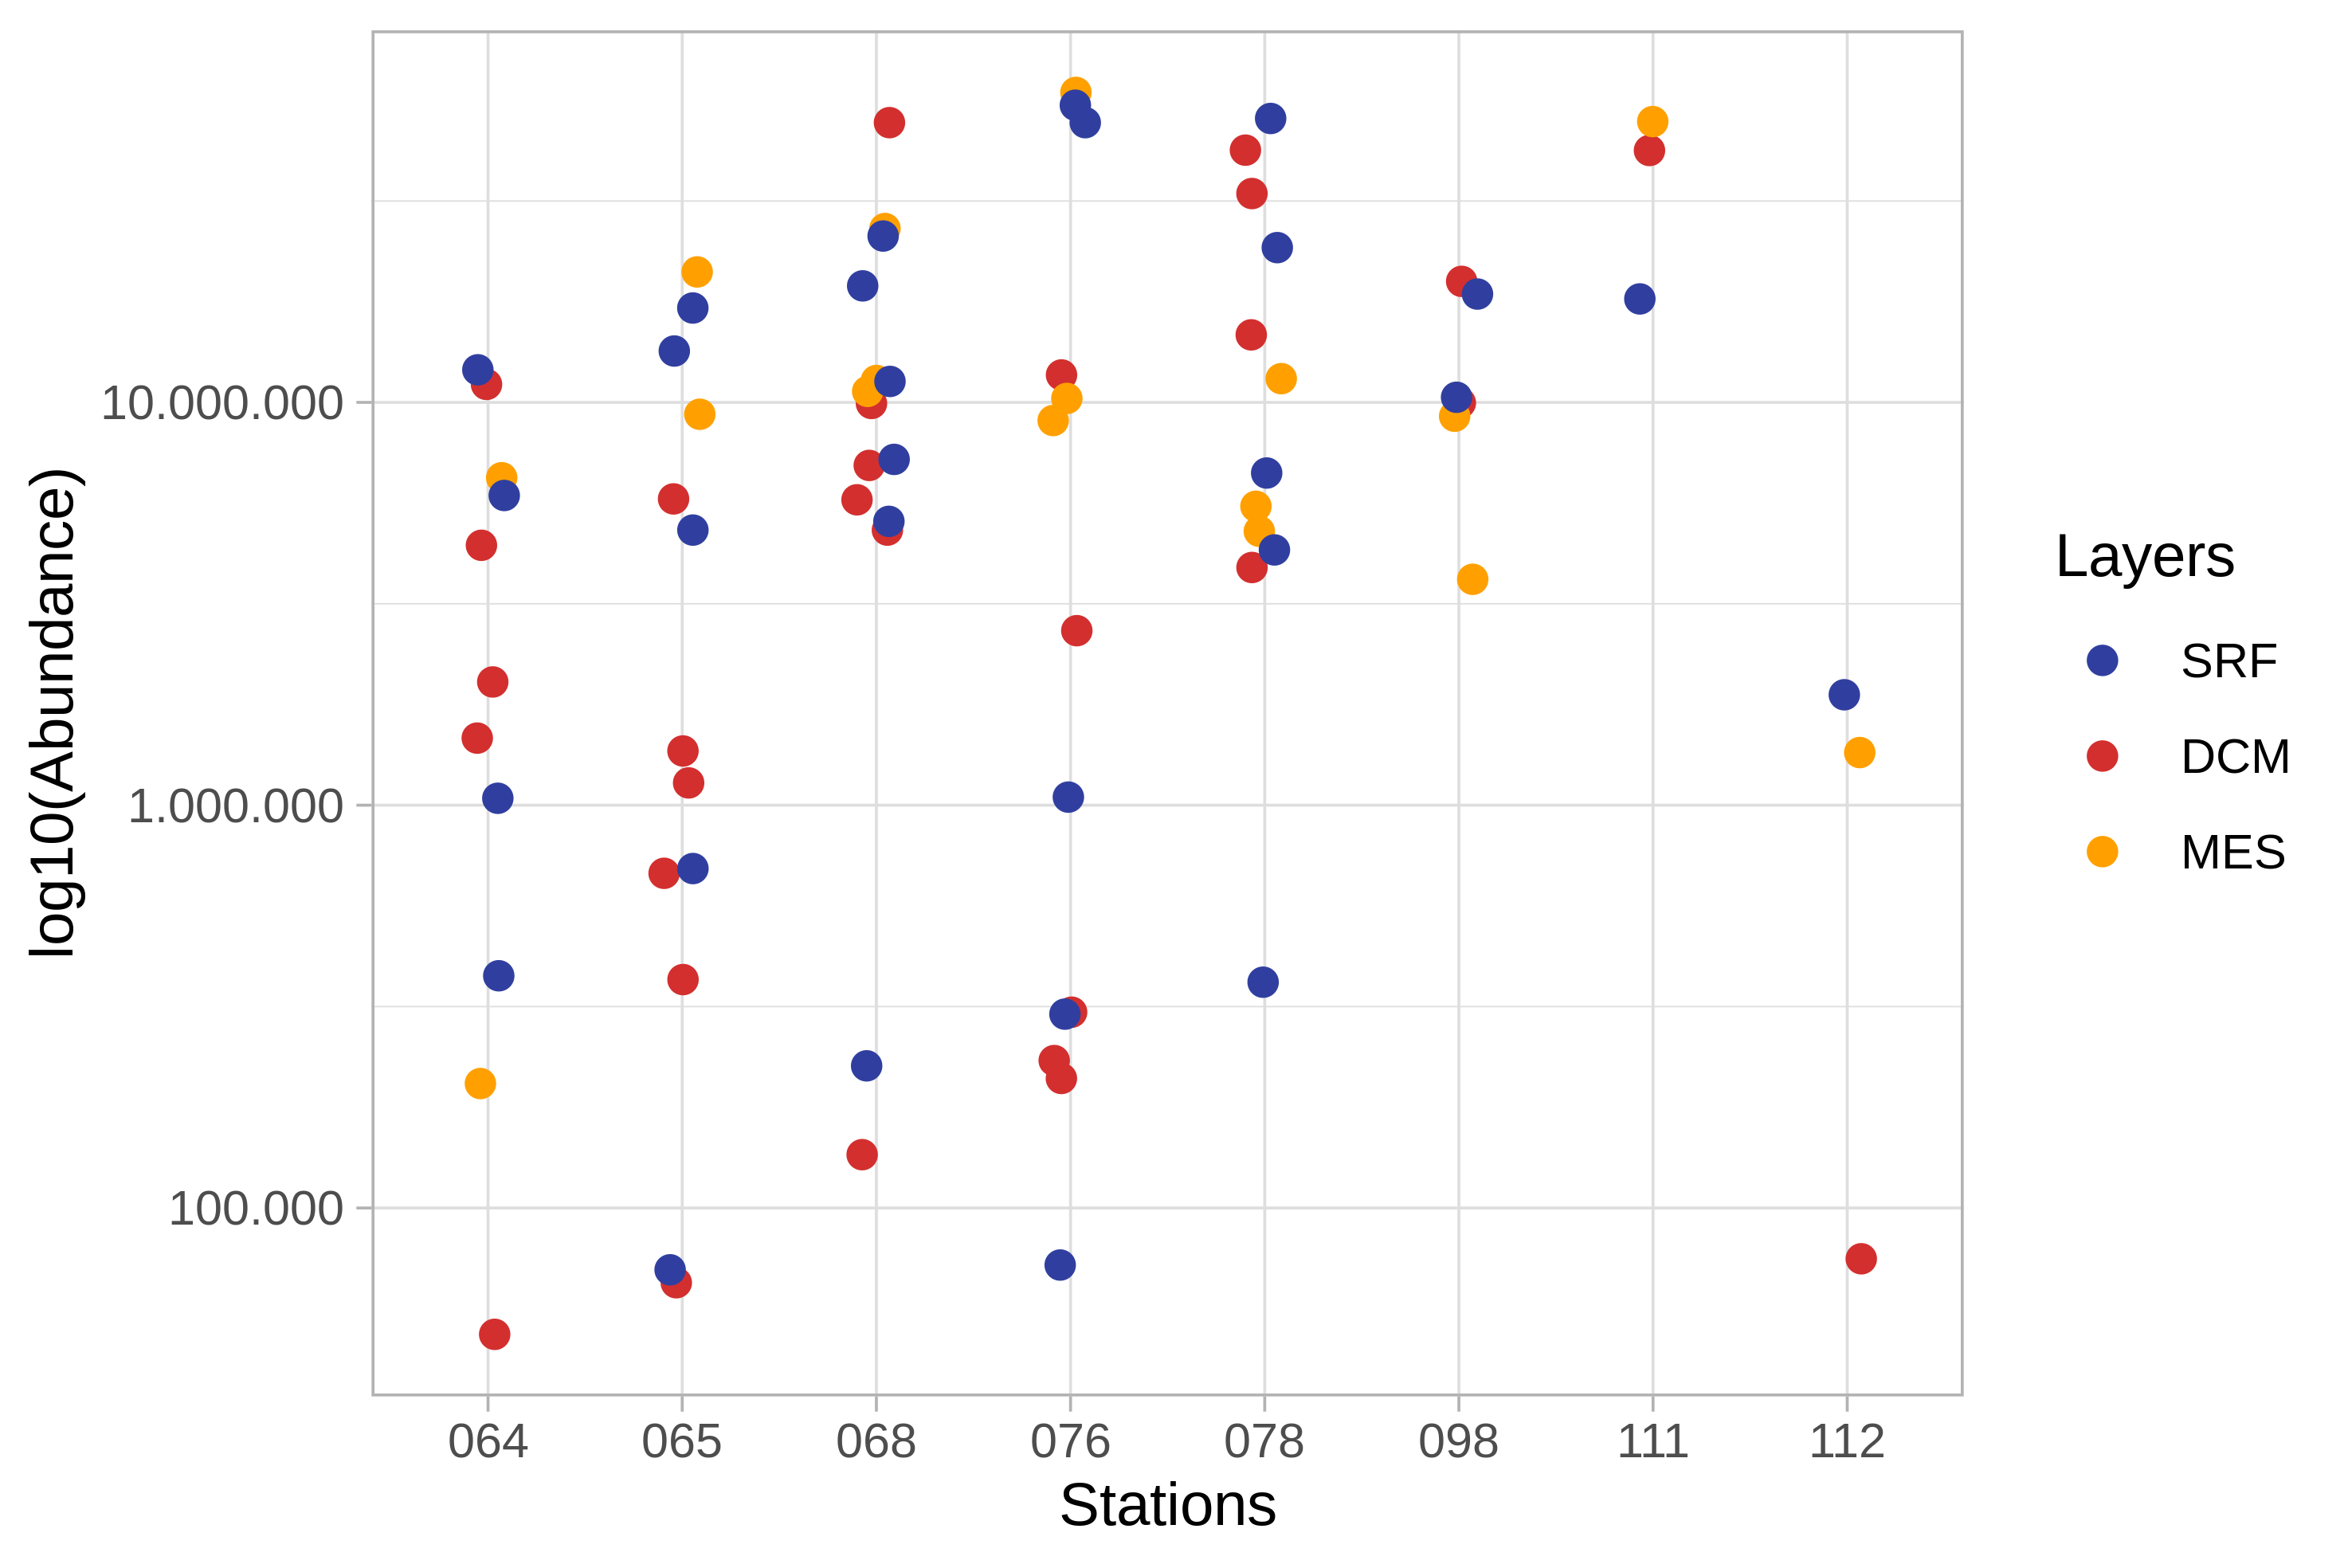 log10(Abundance)
10.000.000
1.000.000
100.000
064 065 068 076 078 098 111 112
Stations
Layers
SRF
DCM
MES